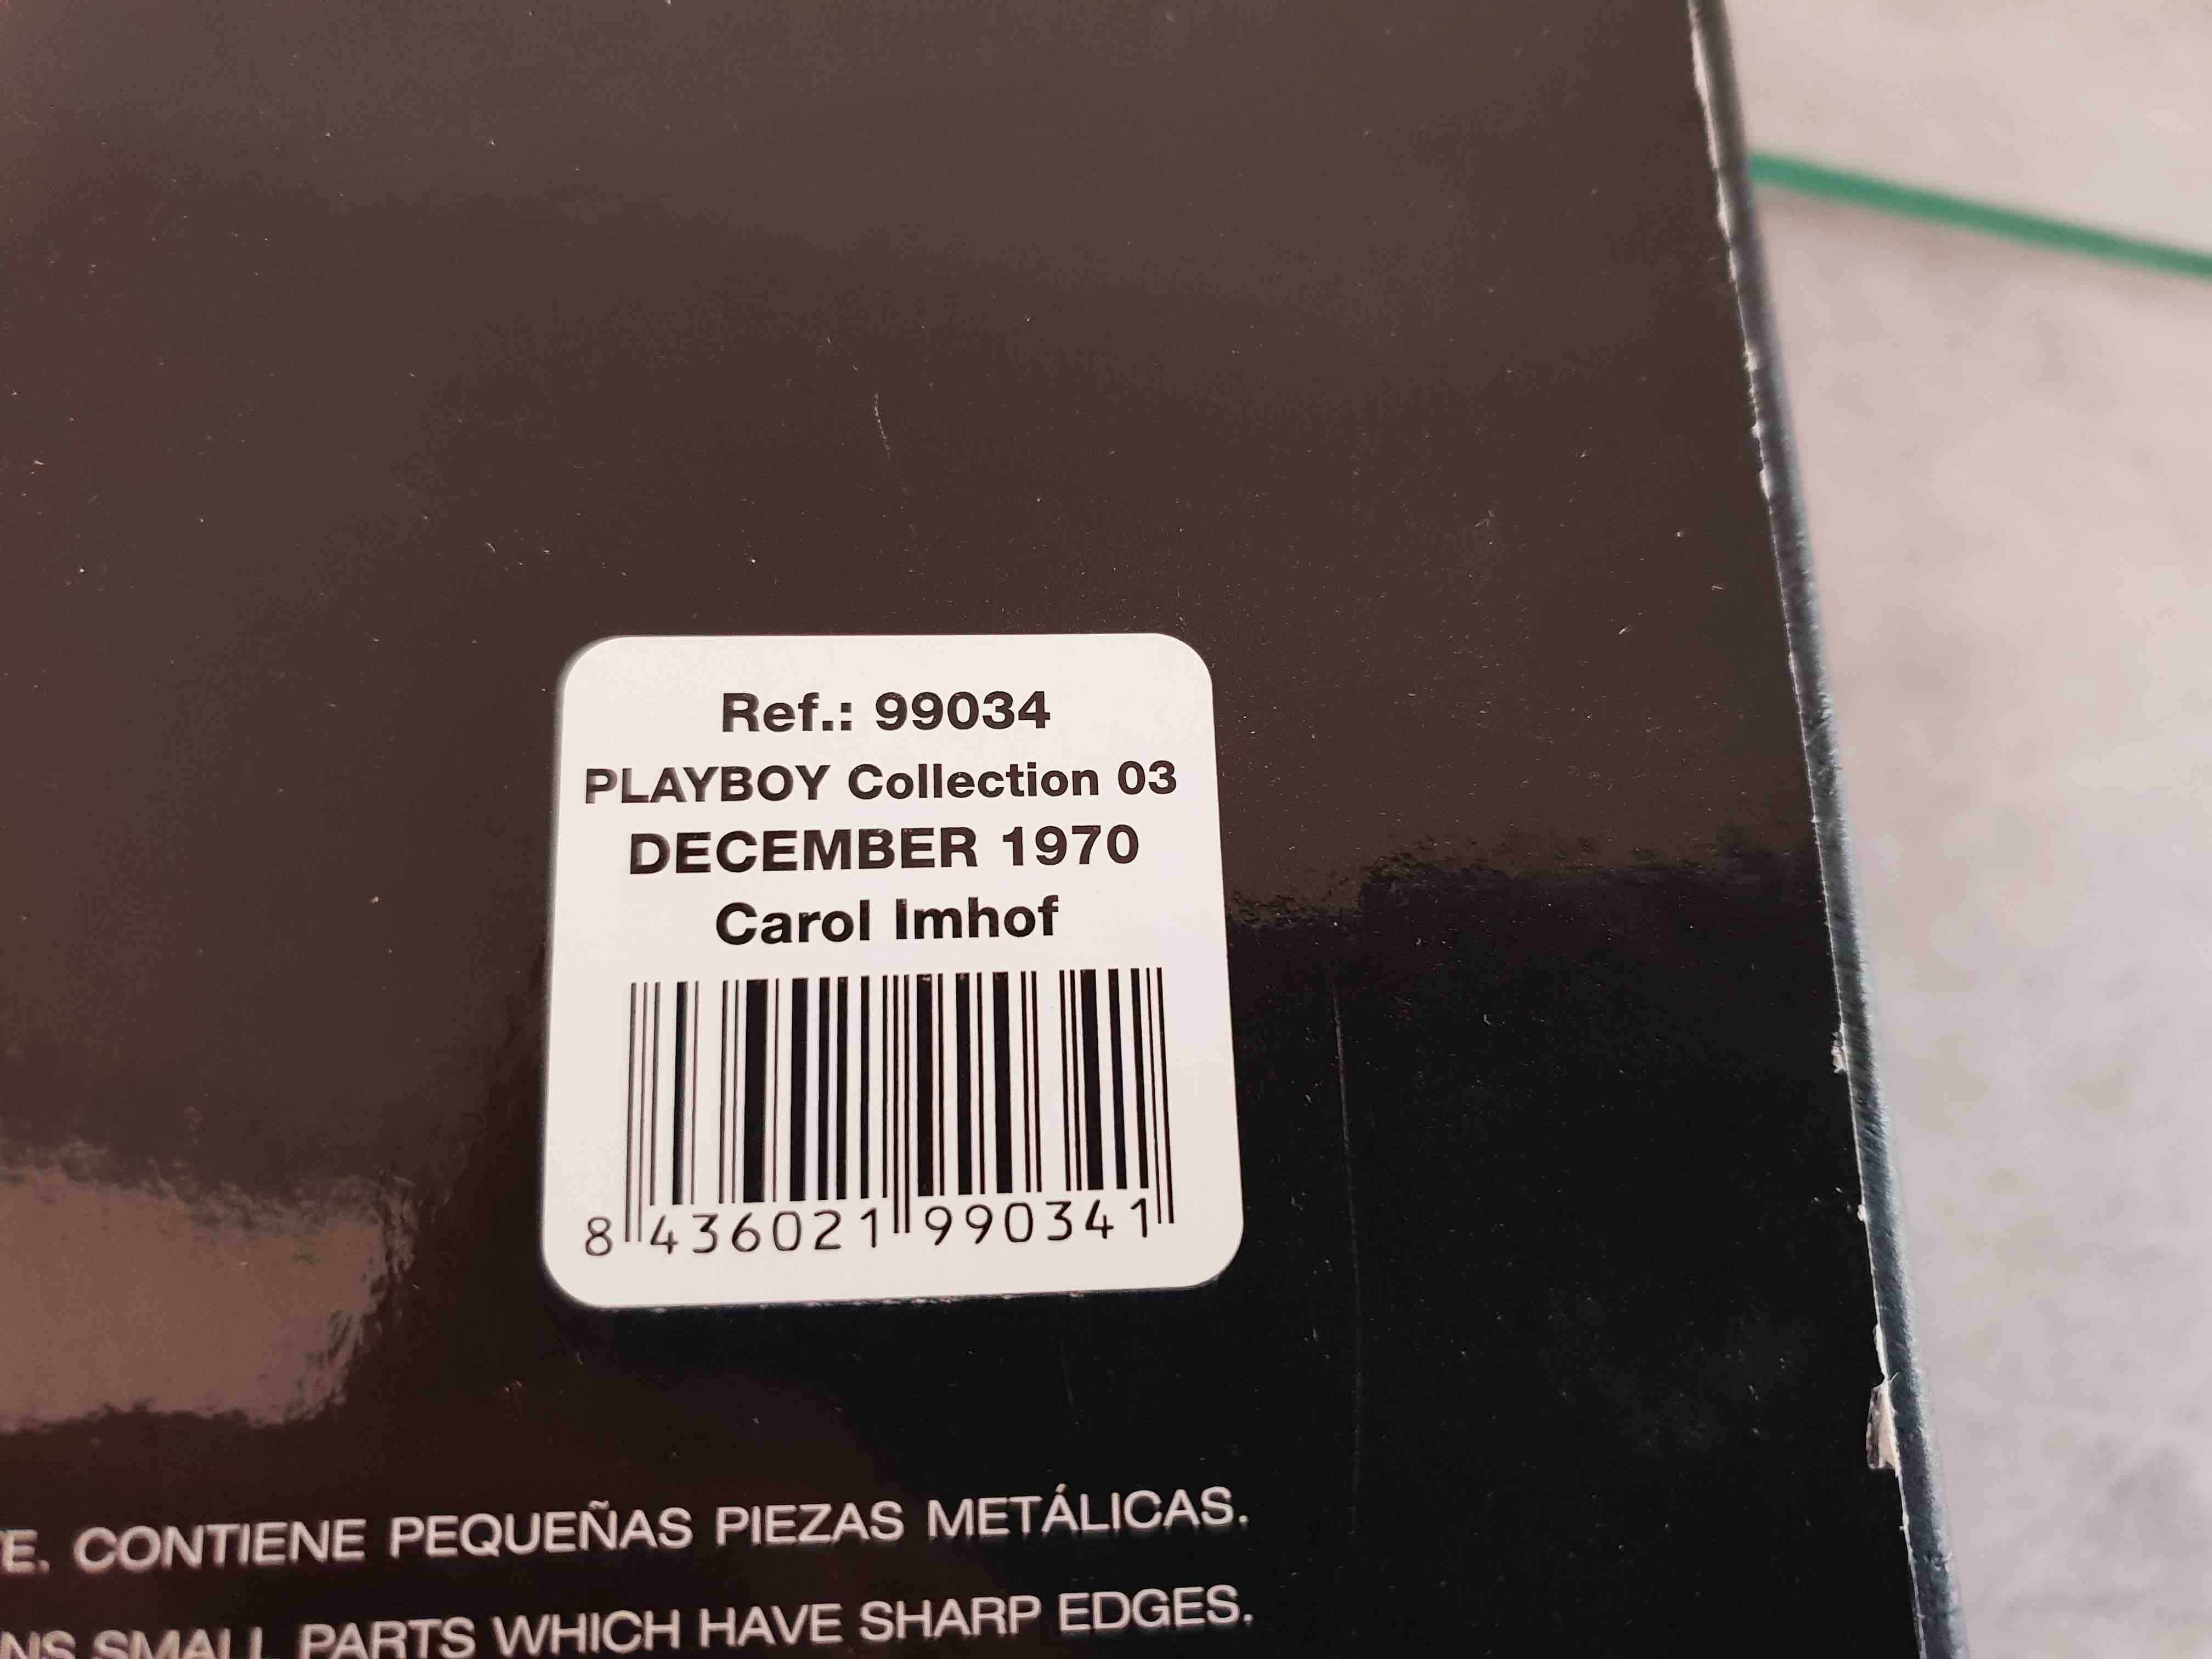 Ref.: 99034
PLAYBOY Collection 03
DECEMBER 1970
Carol Imhof
8 436021 990341
E. CONTIENE PEQUEÑAS PIEZAS METÁLICAS.
NS SMALL PARTS WHICH HAVE SHARP EDGES.